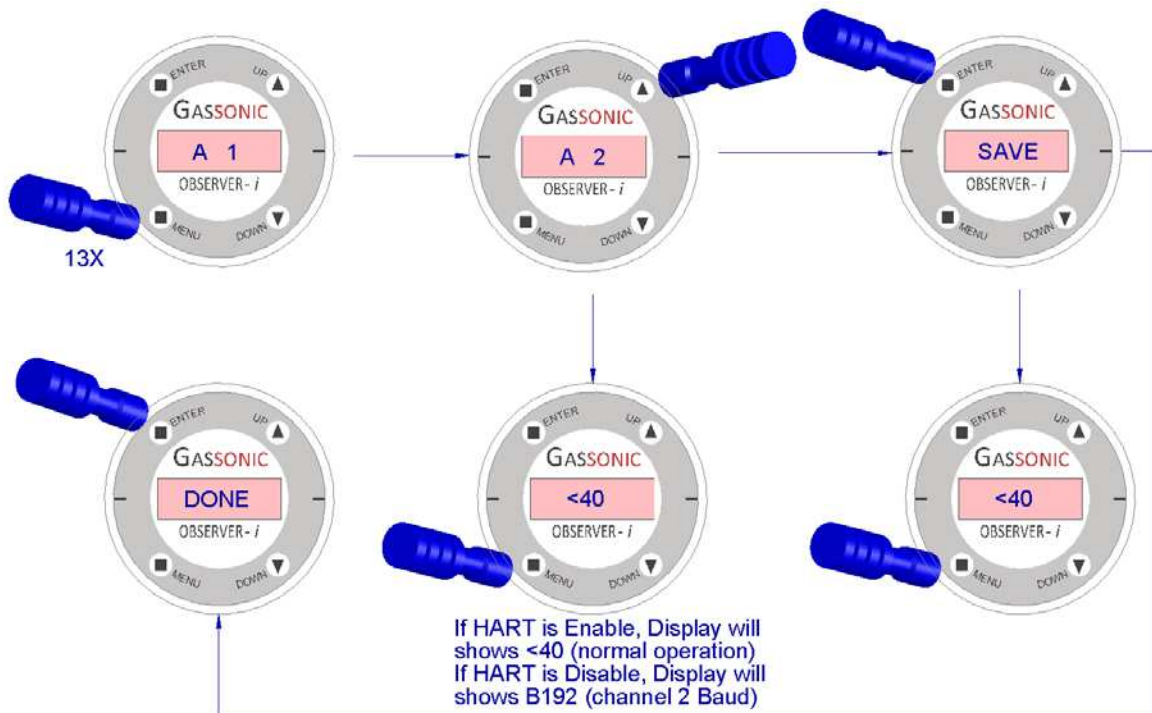 ENTER UP
GASSONIC
A 1
OBSERVER- i
MENU DOWN
13X
ENTER UP
GASSONIC
A 2
OBSERVER- i
MENU DOWN
ENTER UP
GASSONIC
SAVE
OBSERVER- i
MENU DOWN
ENTER UP
GASSONIC
DONE
OBSERVER- i
MENU DOWN
ENTER UP
GASSONIC
<40
OBSERVER- i
MENU DOWN
If HART is Enable, Display will
shows <40 (normal operation)
If HART is Disable, Display will
shows B192 (channel 2 Baud)
ENTER UP
GASSONIC
<40
OBSERVER- i
MENU DOWN